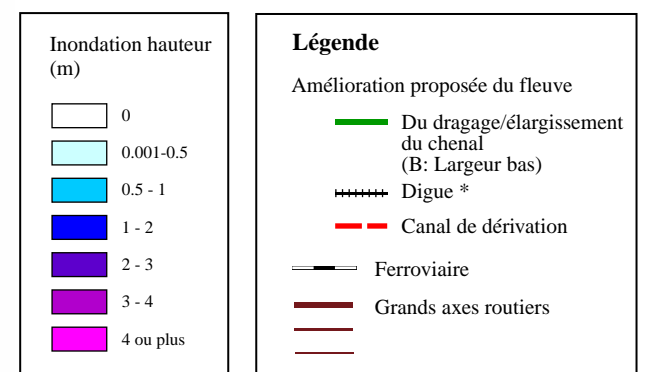 Inondation hauteur
(m)
0
0.001-0.5
0.5 - 1
1 - 2
2 - 3
3 - 4
4 ou plus
Légende
Amélioration proposée du fleuve
Du dragage/élargissement
du chenal
(B: Largeur bas)
Digue *
Canal de dérivation
Ferroviaire
Grands axes routiers